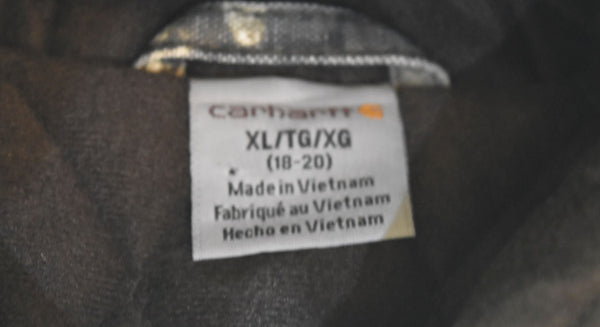 carhartt
XL/TG/XG
(18-20)
Made in Vietnam
Fabriqué au Vietnam
Hecho en Vietnam